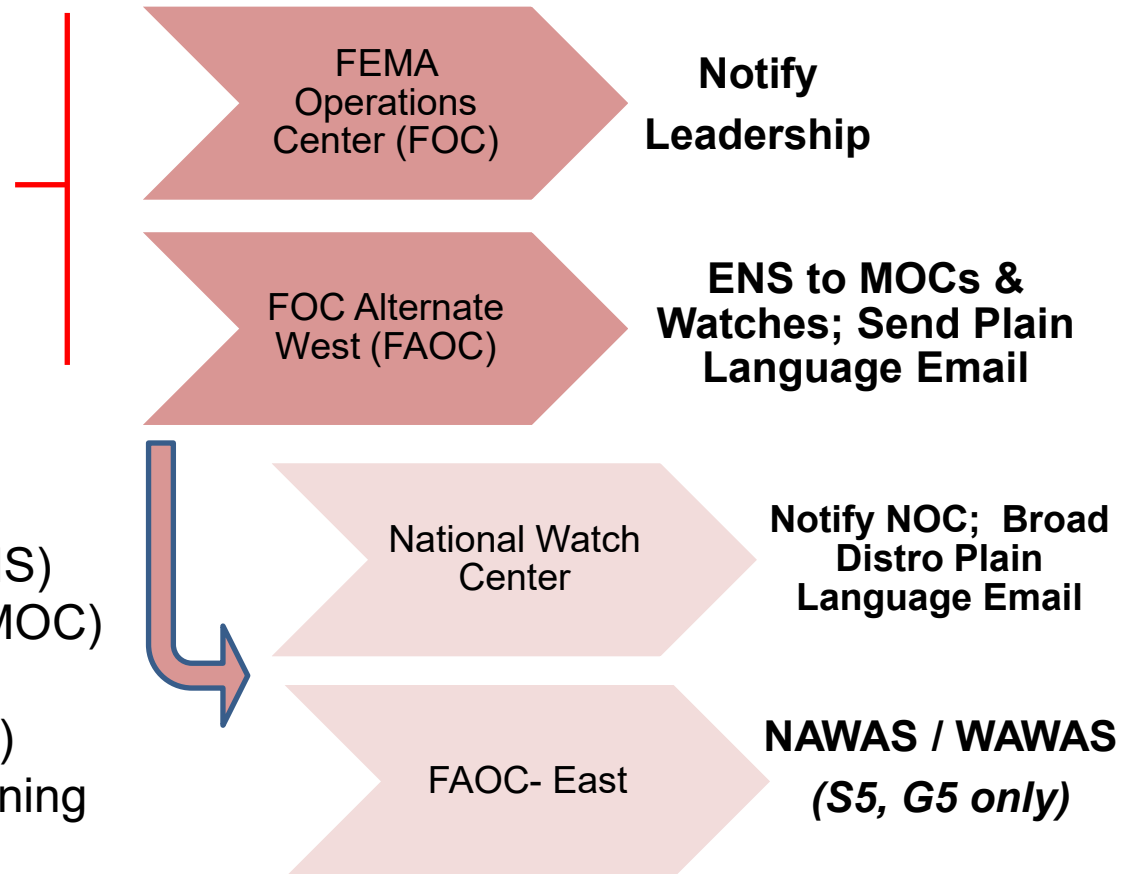 FEMA
Operations
Center (FOC)
Notify
Leadership
FOC Alternate
West (FAOC)
ENS to MOCs &
Watches; Send Plain
Language Email
National Watch
Center
Notify NOC; Broad
Distro Plain
Language Email
MOC)
)
FAOC- East
NAWAS / WAWAS
(S5, G5 only)